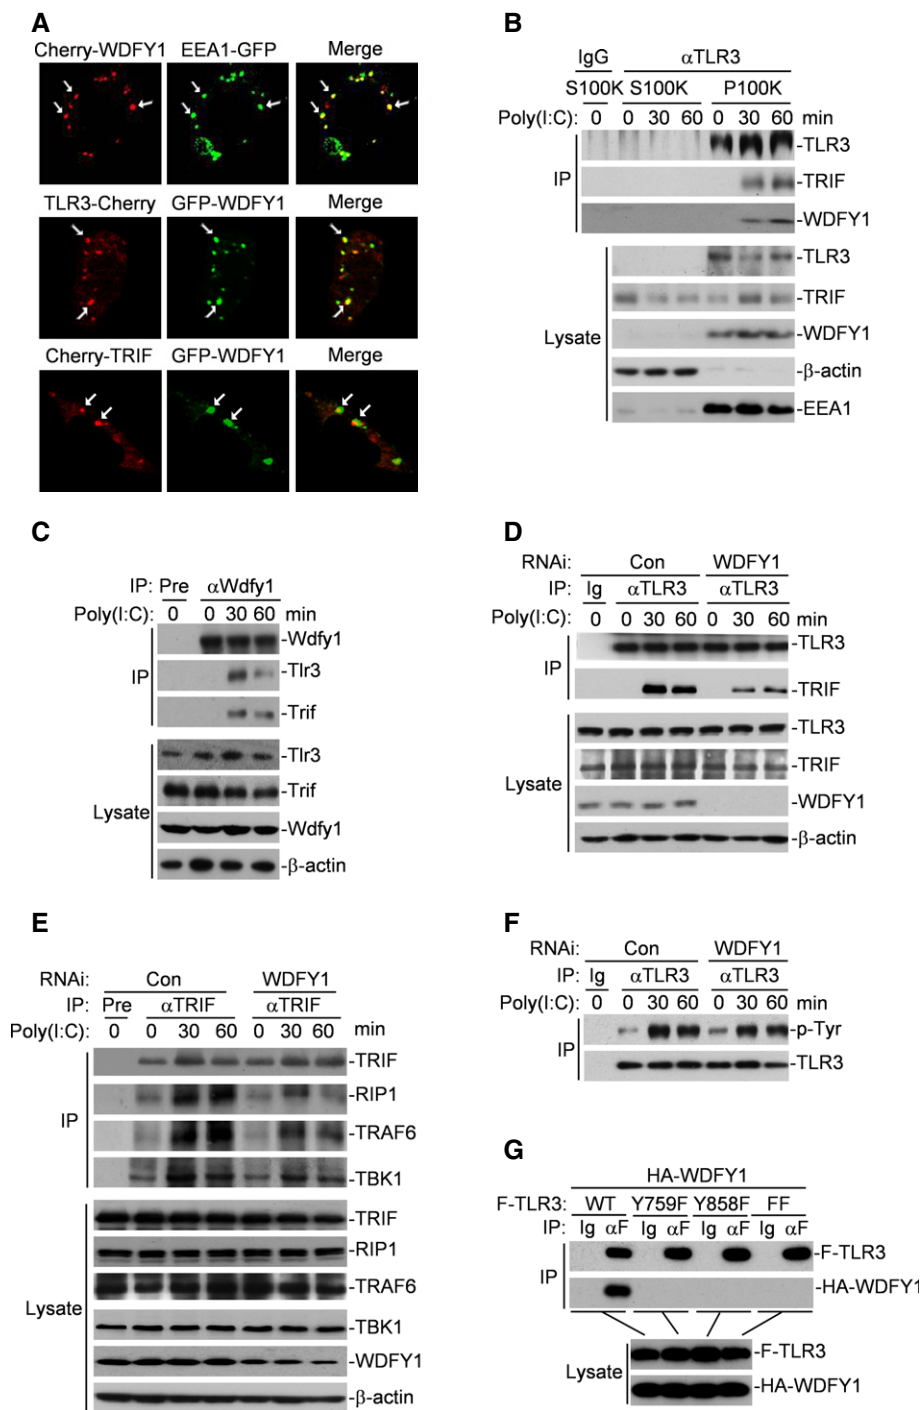 A
Cherry-WDFY1 EEA1-GFP Merge
TLR3-Cherry GFP-WDFY1 Merge
Cherry-TRIF GFP-WDFY1 Merge
B
IgG αTLR3
S100K S100K P100K
Poly(I:C): 0 0 30 60 0 30 60 min
IP
-TLR3
-TRIF
-WDFY1
Lysate
-TLR3
-TRIF
-WDFY1
-β-actin
-EEA1
C
IP: Pre αWdfy1
Poly(I:C): 0 0 30 60 min
IP
-Wdfy1
-Tlr3
-Trif
Lysate
-Tlr3
-Trif
-Wdfy1
-β-actin
D
RNAi: Con WDFY1
IP: Ig αTLR3 αTLR3
Poly(I:C): 0 0 30 60 0 30 60 min
IP
-TLR3
-TRIF
Lysate
-TLR3
-TRIF
-WDFY1
-β-actin
E
RNAi: Con WDFY1
IP: Pre αTRIF αTRIF
Poly(I:C): 0 0 30 60 0 30 60 min
IP
-TRIF
-RIP1
-TRAF6
-TBK1
Lysate
-TRIF
-RIP1
-TRAF6
-TBK1
-WDFY1
-β-actin
F
RNAi: Con WDFY1
IP: Ig αTLR3 αTLR3
Poly(I:C): 0 0 30 60 0 30 60 min
IP
-p-Tyr
-TLR3
G
HA-WDFY1
F-TLR3: WT Y759F Y858F FF
IP: Ig αF Ig αF Ig αF Ig αF
IP
-F-TLR3
-HA-WDFY1
Lysate
-F-TLR3
-HA-WDFY1